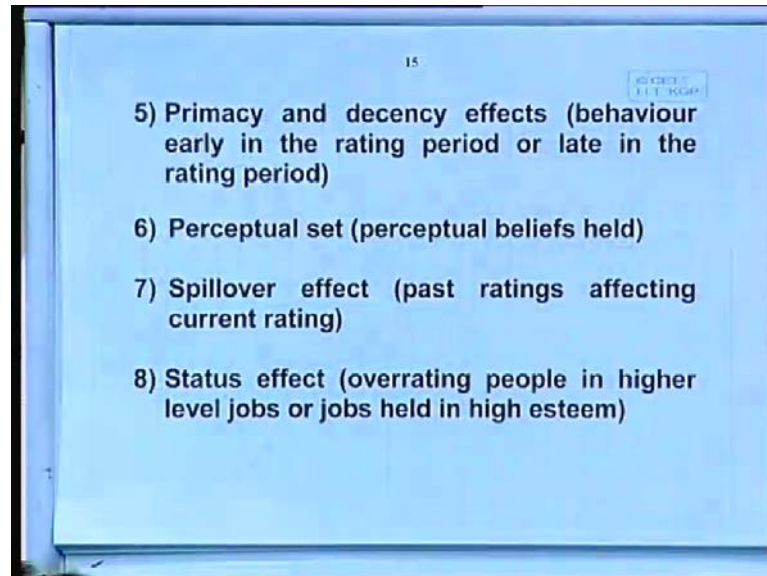 15
© CET
I.I.T. KGP
5) Primacy and decency effects (behaviour
early in the rating period or late in the
rating period)
6) Perceptual set (perceptual beliefs held)
7) Spillover effect (past ratings affecting
current rating)
8) Status effect (overrating people in higher
level jobs or jobs held in high esteem)